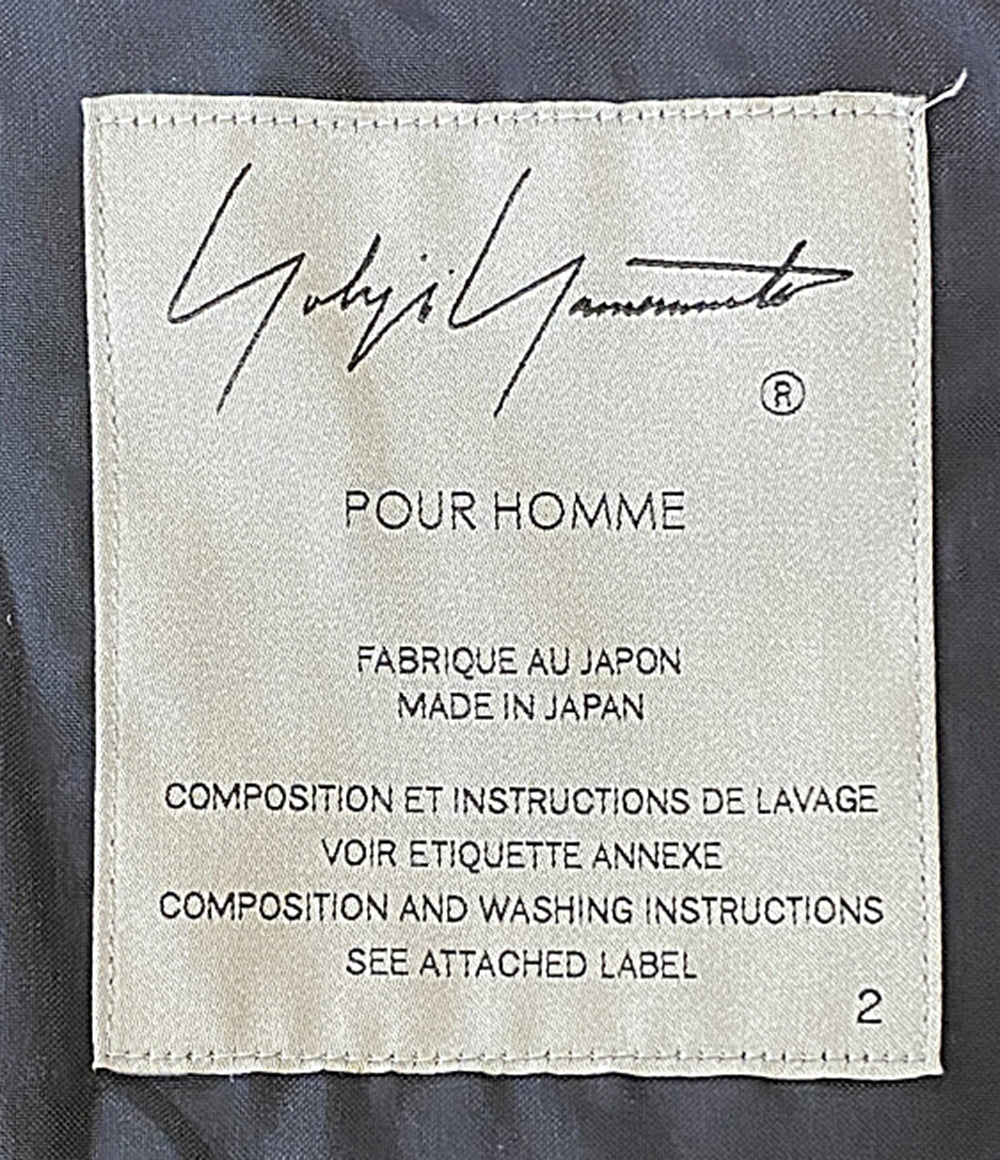 Yohji Yamamoto
®
POUR HOMME
FABRIQUE AU JAPON
MADE IN JAPAN
COMPOSITION ET INSTRUCTIONS DE LAVAGE
VOIR ETIQUETTE ANNEXE
COMPOSITION AND WASHING INSTRUCTIONS
SEE ATTACHED LABEL
2